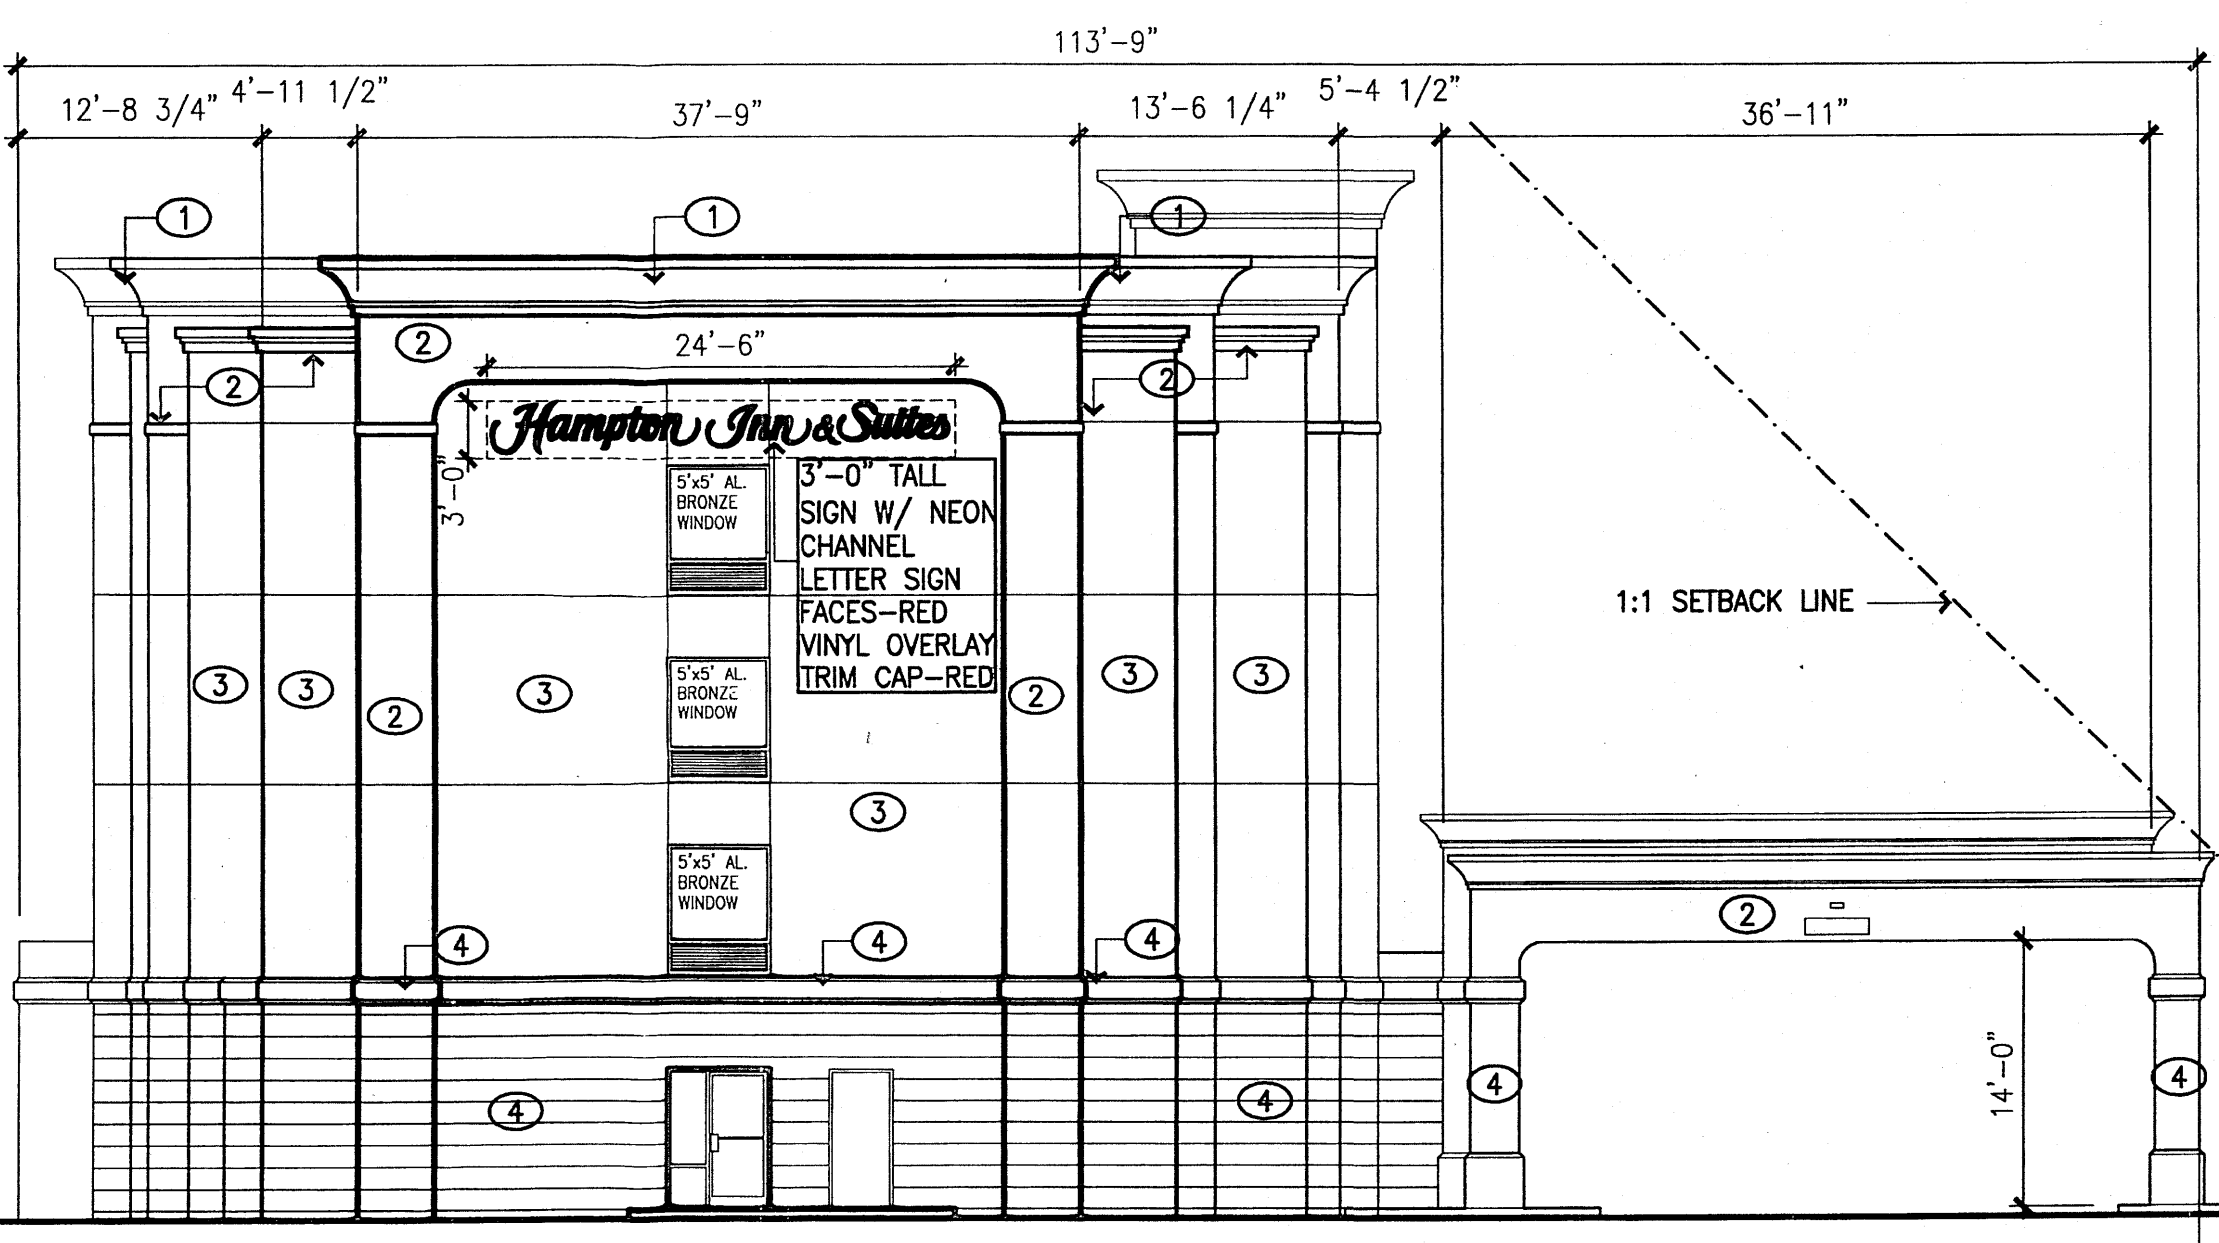 113'-9"
12'-8 3/4" 4'-11 1/2" 37'-9" 13'-6 1/4" 5'-4 1/2" 36'-11"
1 1 1
2 24'-6"
2 2
Hampton Inn & Suites
3'-0"
5'x5' AL.
BRONZE
WINDOW
3'-0" TALL
SIGN W/ NEON
CHANNEL
LETTER SIGN
FACES-RED
VINYL OVERLAY
TRIM CAP-RED
1:1 SETBACK LINE
5'x5' AL.
BRONZE
WINDOW
3 3 2 3 2 3 3
3
5'x5' AL.
BRONZE
WINDOW
2
4 4 4
14'-0"
4 4 4 4